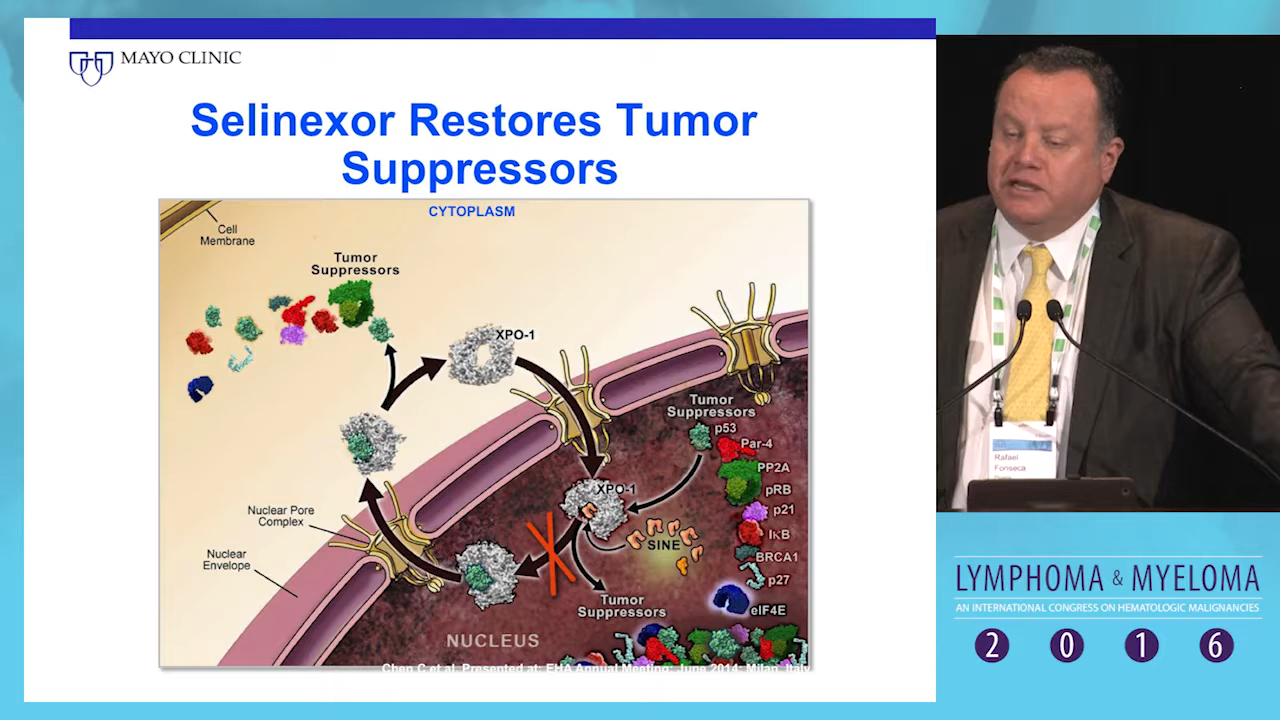 MAYO CLINIC
Selinexor Restores Tumor
Suppressors
CYTOPLASM
Cell
Membrane
Tumor
Suppressors
XPO-1
Tumor
Suppressors
p53
Par-4
PP2A
pRB
p21
IκB
BRCA1
p27
eIF4E
XPO-1
SINE
Nuclear Pore
Complex
Nuclear
Envelope
Tumor
Suppressors
NUCLEUS
Chen C et al. Presented at: EHA Annual Meeting; June 2014; Milan, Italy
Rafael
Fonseca
LYMPHOMA & MYELOMA
AN INTERNATIONAL CONGRESS ON HEMATOLOGIC MALIGNANCIES
2 0 1 6